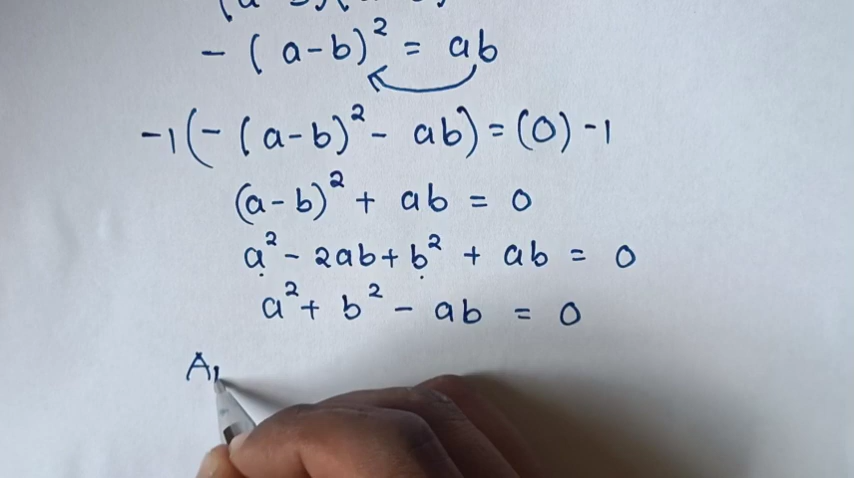 - (a-b)² = ab
-1(-(a-b)² - ab) = (0) -1
(a-b)² + ab = 0
a² - 2ab + b² + ab = 0
a² + b² - ab = 0